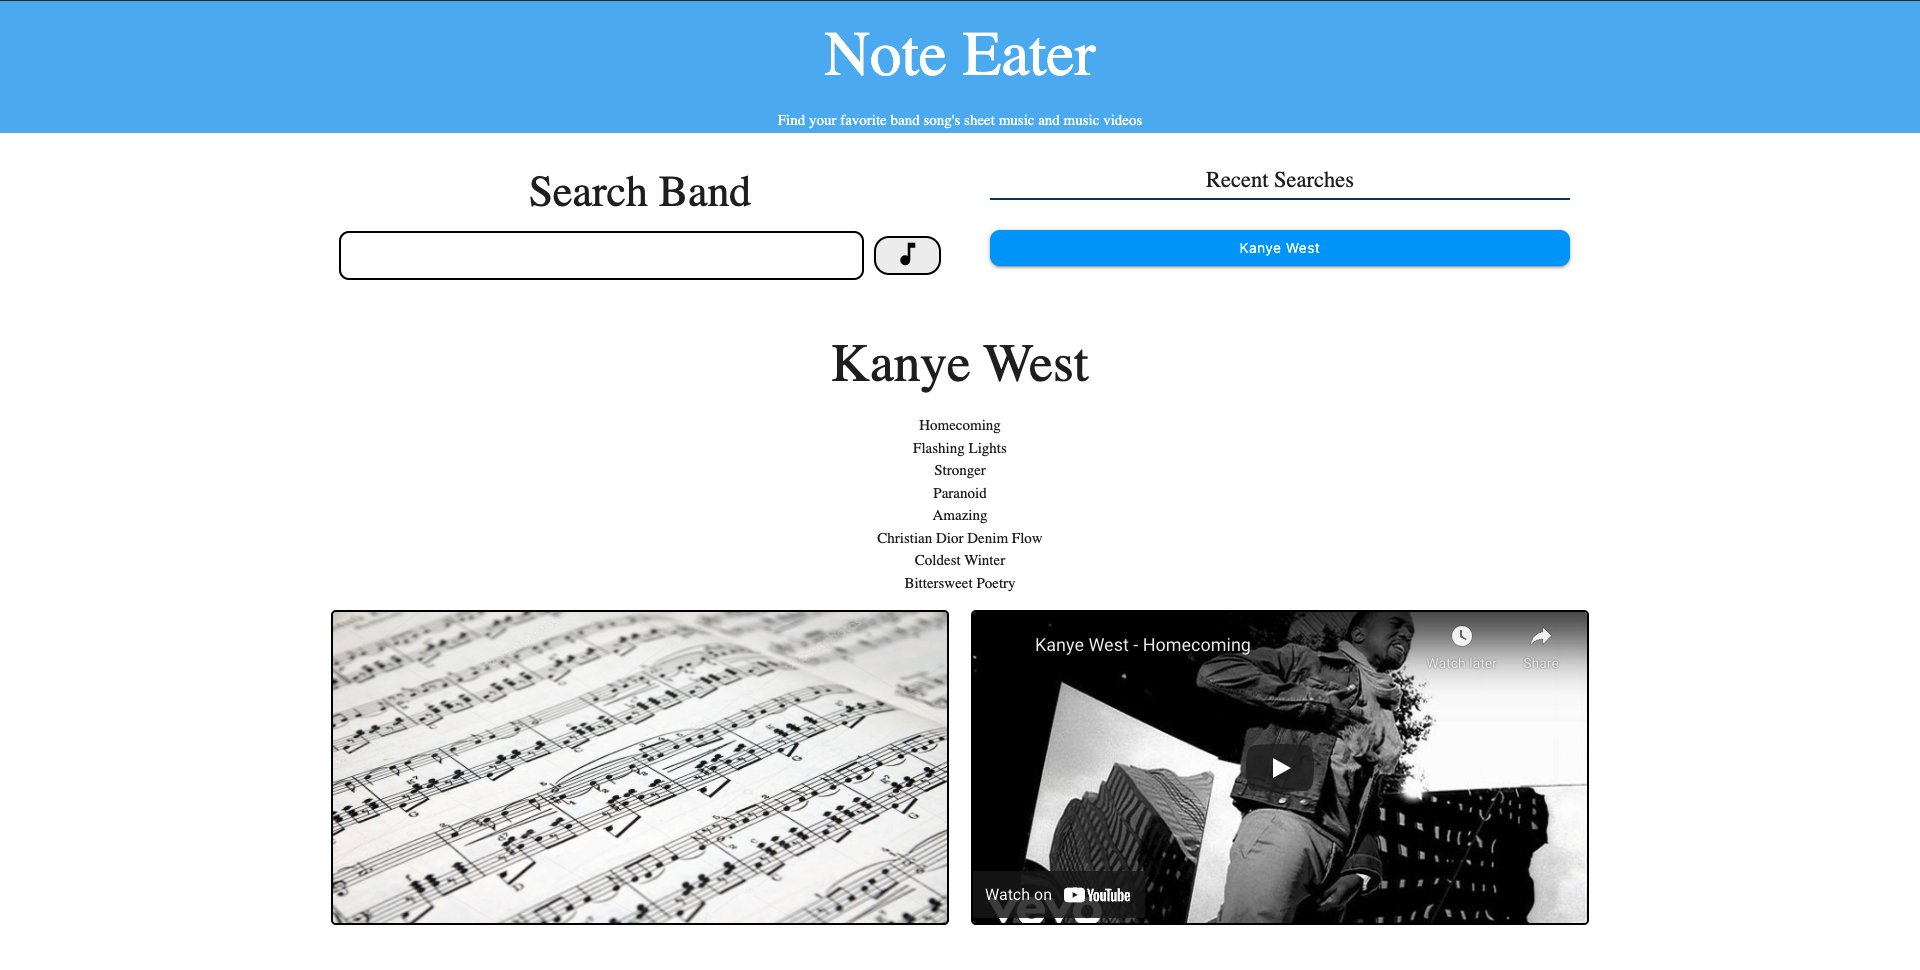 Note Eater
Find your favorite band song's sheet music and music videos
Search Band
Recent Searches
Kanye West
Kanye West
Homecoming
Flashing Lights
Stronger
Paranoid
Amazing
Christian Dior Denim Flow
Coldest Winter
Bittersweet Poetry
Kanye West - Homecoming
Watch later
Share
Watch on YouTube
vevo